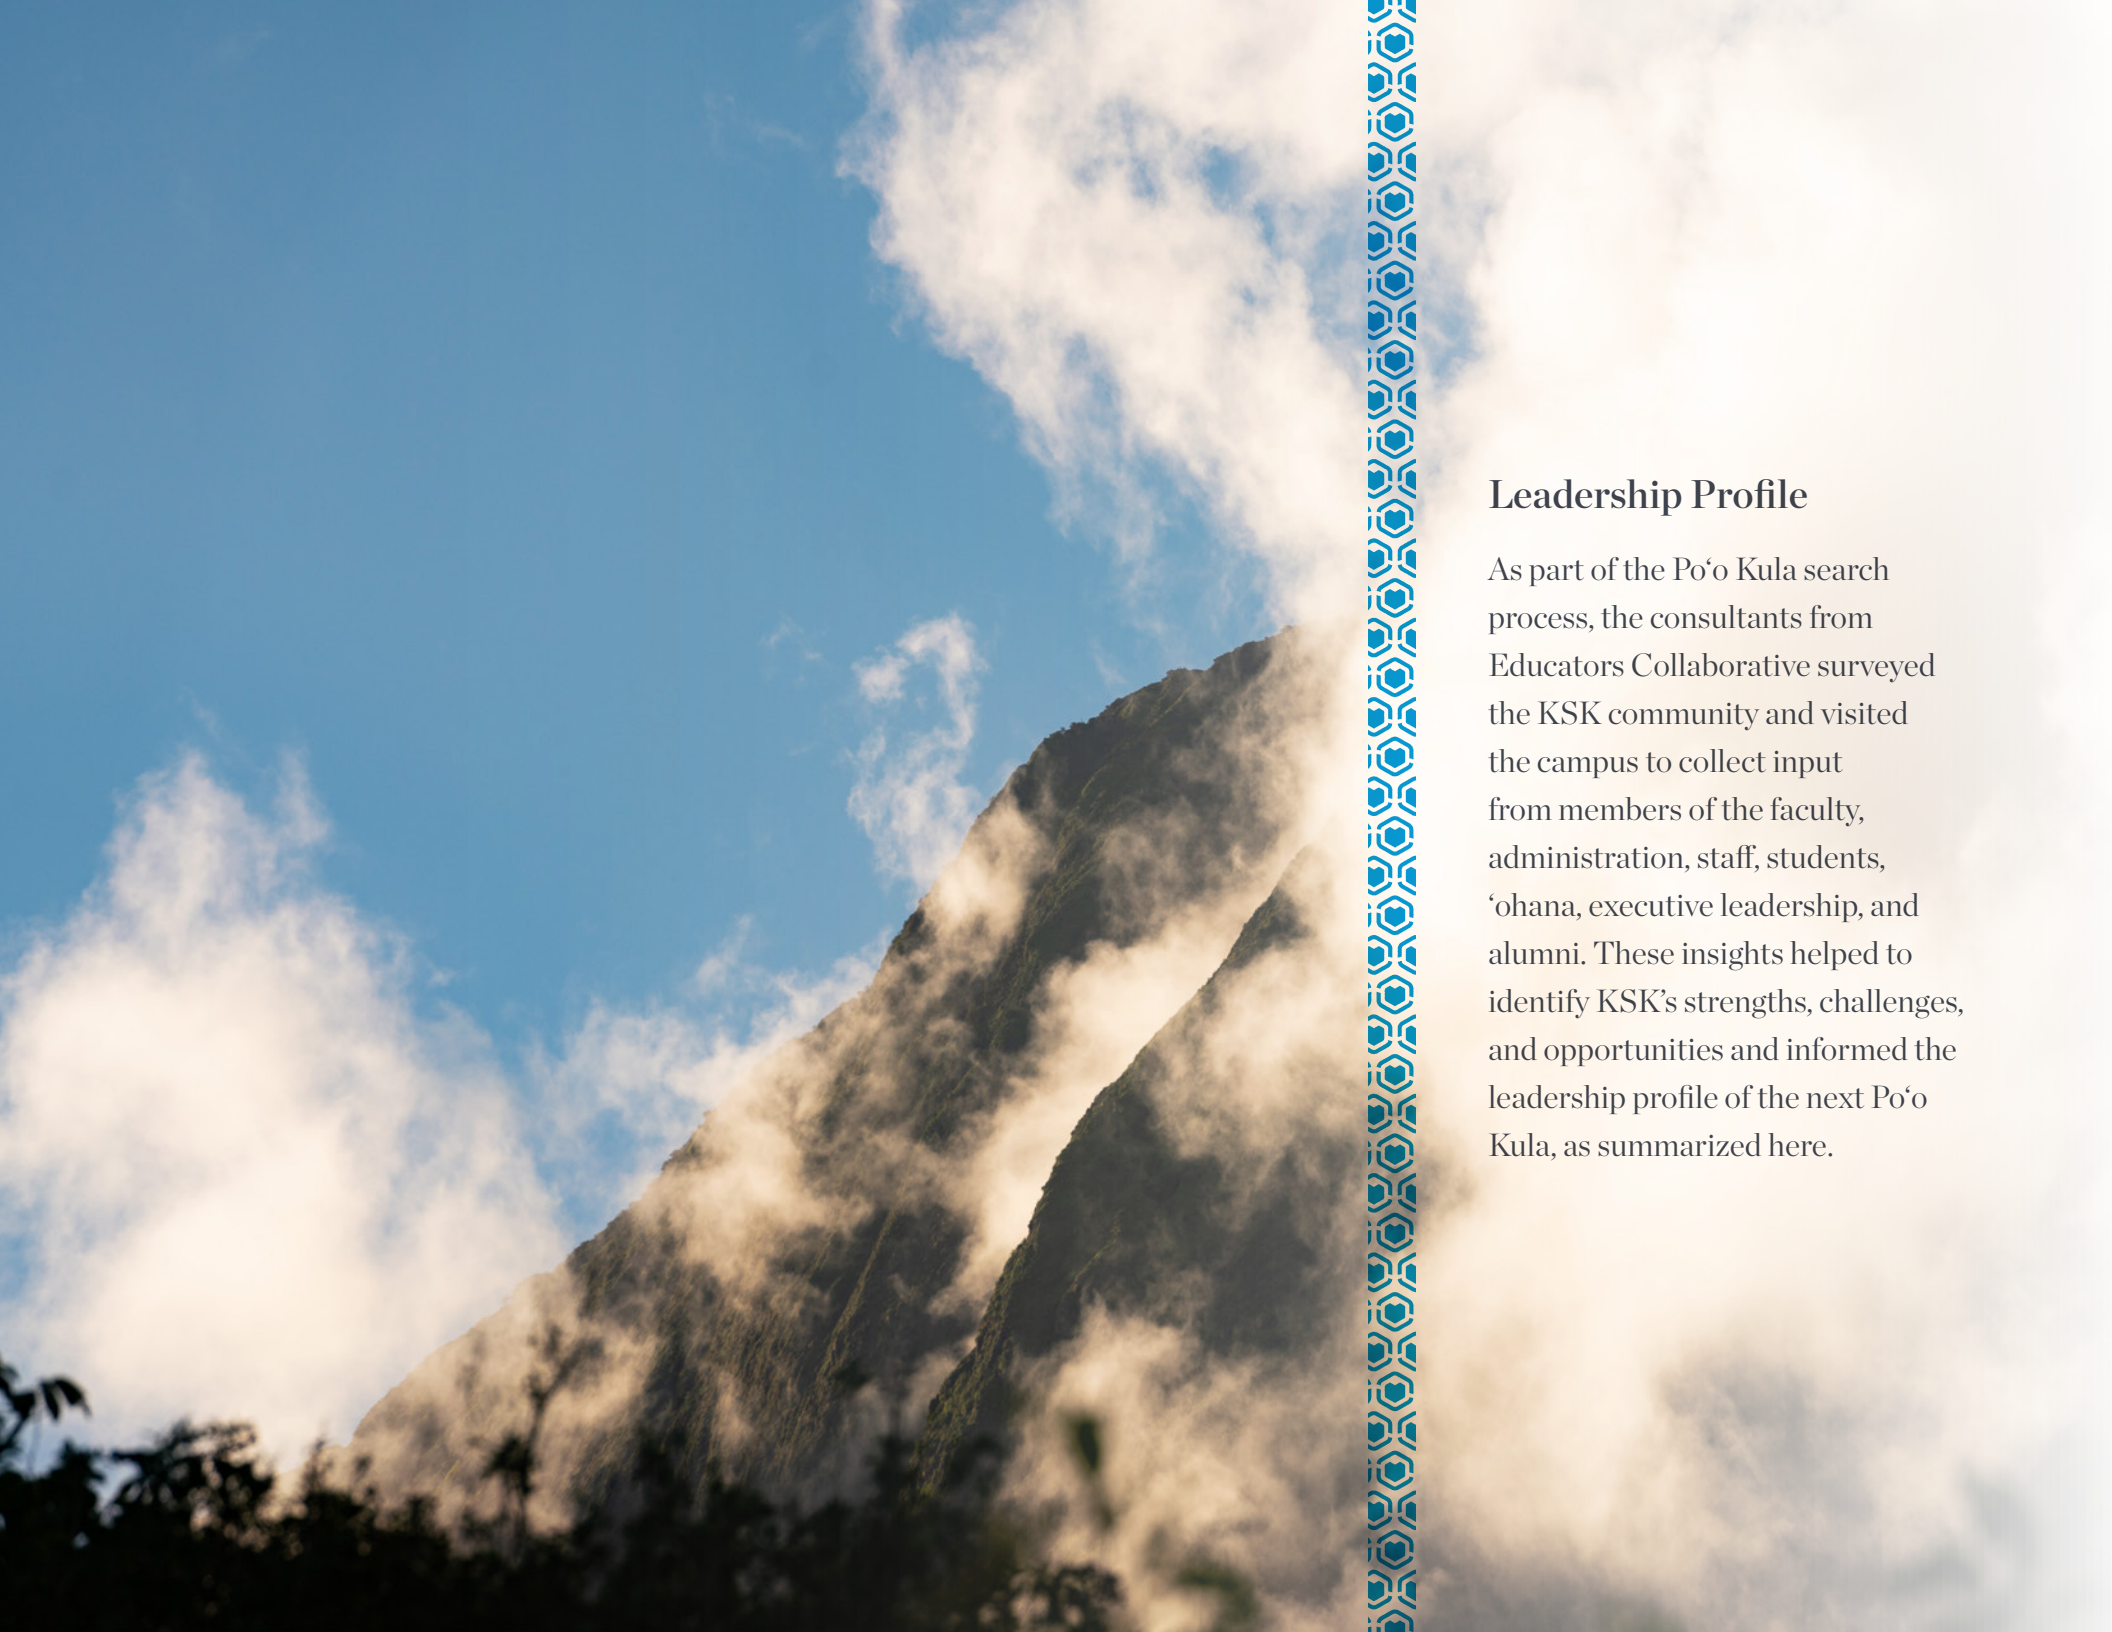 Leadership Profile
As part of the Po‘o Kula search
process, the consultants from
Educators Collaborative surveyed
the KSK community and visited
the campus to collect input
from members of the faculty,
administration, staff, students,
‘ohana, executive leadership, and
alumni. These insights helped to
identify KSK’s strengths, challenges,
and opportunities and informed the
leadership profile of the next Po‘o
Kula, as summarized here.